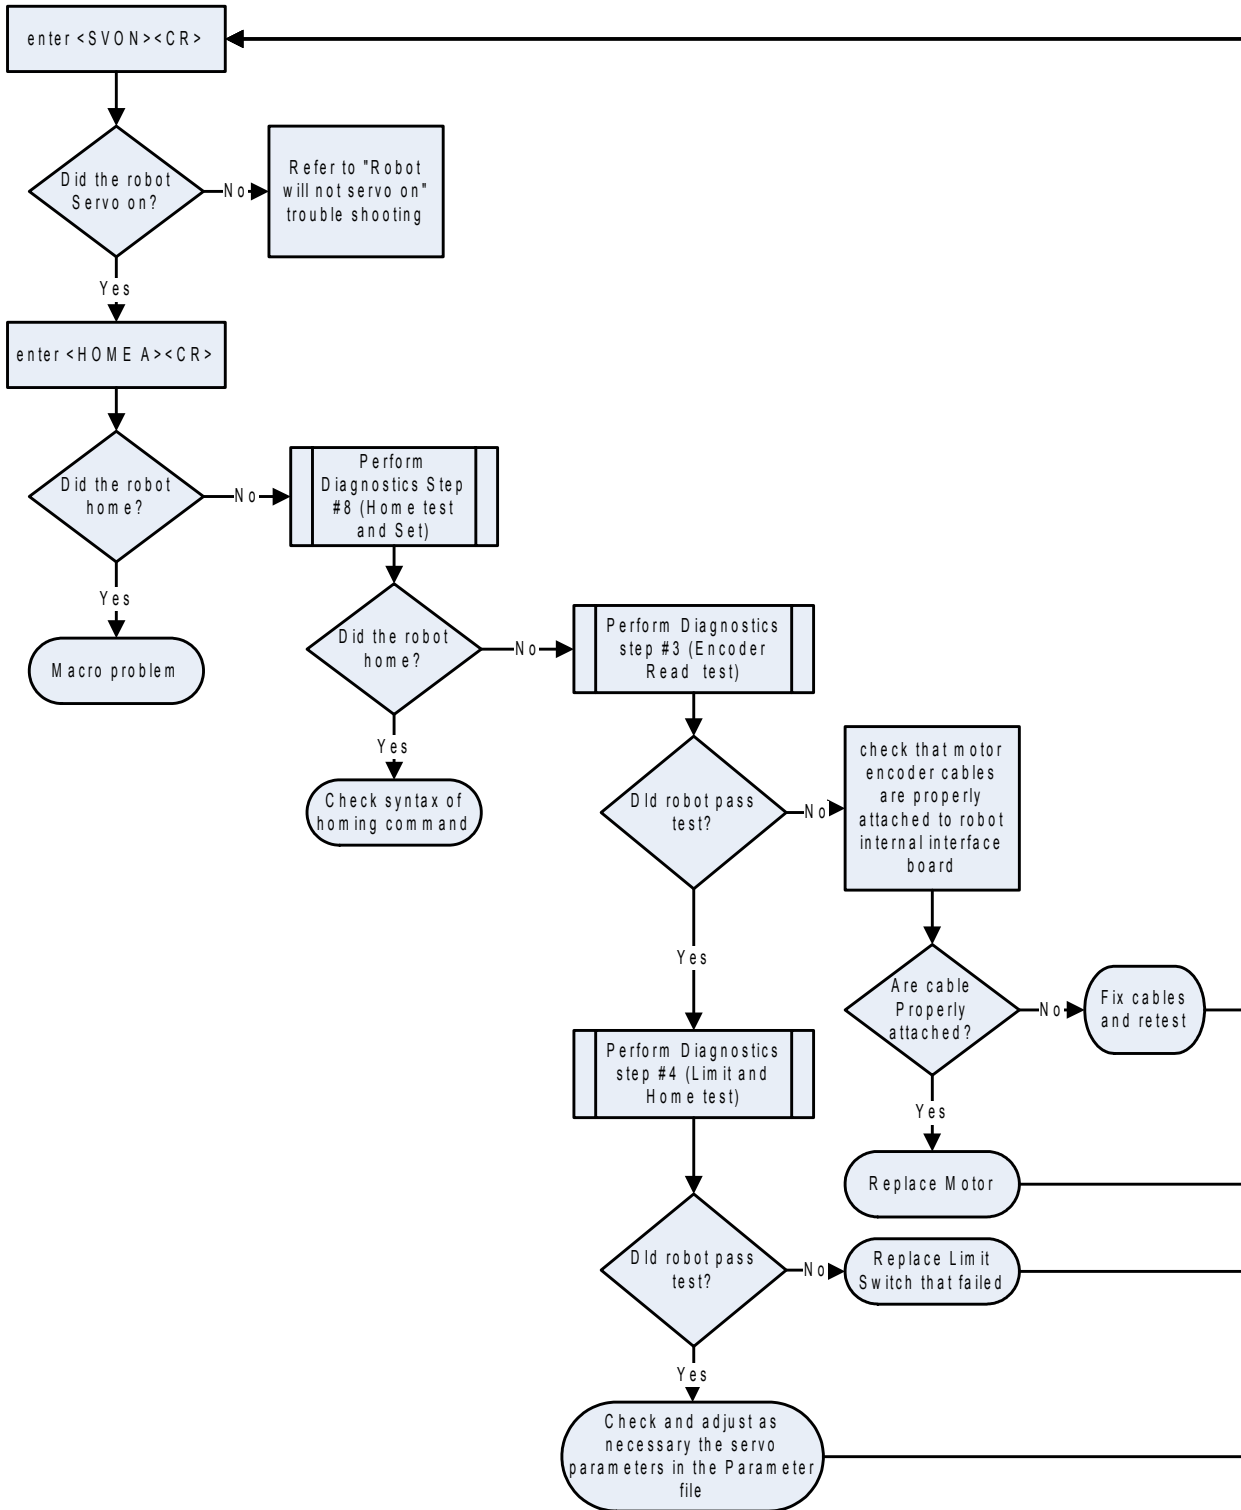 enter <SVON><CR>
Did the robot
Servo on?
No
Refer to "Robot
will not servo on"
trouble shooting
Yes
enter <HOME A><CR>
Did the robot
home?
No
Perform
Diagnostics Step
#8 (Home test
and Set)
Yes
Macro problem
Did the robot
home?
No
Perform Diagnostics
step #3 (Encoder
Read test)
Yes
Check syntax of
homing command
DId robot pass
test?
No
check that motor
encoder cables
are properly
attached to robot
internal interface
board
Yes
Are cable
Properly
attached?
No
Fix cables
and retest
Perform Diagnostics
step #4 (Limit and
Home test)
Yes
Replace Motor
DId robot pass
test?
No
Replace Limit
Switch that failed
Yes
Check and adjust as
necessary the servo
parameters in the Parameter
file